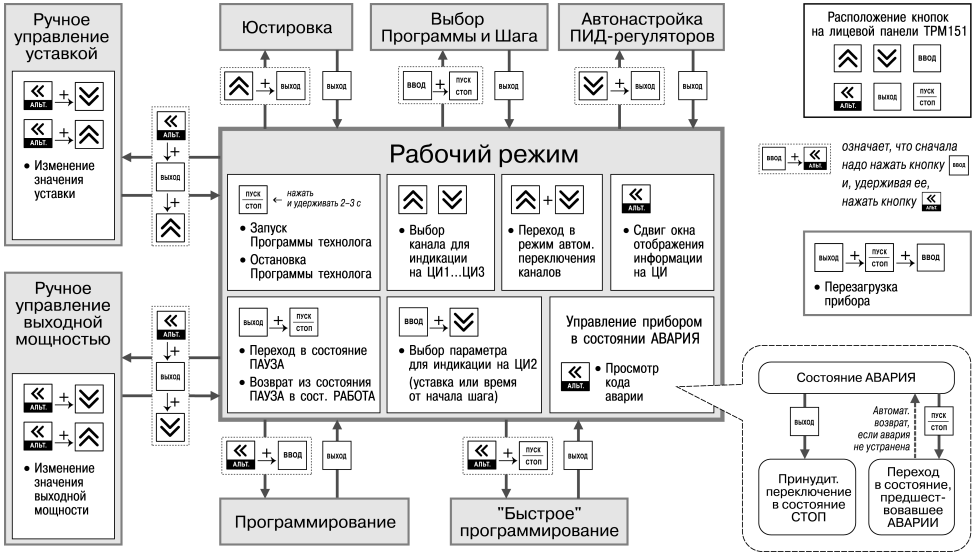 Ручное
управление
уставкой
АЛЬТ.
АЛЬТ.
• Изменение
значения
уставки
АЛЬТ.
ВЫХОД
Юстировка
ВЫХОД
ВЫХОД
Выбор
Программы и Шага
ВВОД
ПУСК
СТОП
ВЫХОД
Автонастройка
ПИД-регуляторов
ВЫХОД
ВЫХОД
Расположение кнопок
на лицевой панели ТРМ151
ВВОД
АЛЬТ.
ВЫХОД
ПУСК
СТОП
ВВОД
АЛЬТ.
означает, что сначала
надо нажать кнопку ВВОД
и, удерживая ее,
нажать кнопку АЛЬТ.
ВЫХОД
ПУСК
СТОП
ВВОД
• Перезагрузка
прибора
Рабочий режим
ПУСК
СТОП
← нажать
и удерживать 2–3 с
• Запуск
Программы технолога
• Остановка
Программы технолога
• Выбор
канала для
индикации
на ЦИ1...ЦИ3
• Переход в
режим автом.
переключения
каналов
АЛЬТ.
• Сдвиг окна
отображения
информации
на ЦИ
ВЫХОД
ПУСК
СТОП
• Переход в состояние
ПАУЗА
• Возврат из состояния
ПАУЗА в сост. РАБОТА
ВВОД
• Выбор параметра
для индикации на ЦИ2
(уставка или время
от начала шага)
Управление прибором
в состоянии АВАРИЯ
АЛЬТ.
• Просмотр
кода
аварии
Ручное
управление
выходной
мощностью
АЛЬТ.
АЛЬТ.
• Изменение
значения
выходной
мощности
АЛЬТ.
ВЫХОД
АЛЬТ.
ВВОД
ВЫХОД
Программирование
АЛЬТ.
ПУСК
СТОП
ВЫХОД
"Быстрое"
программирование
Состояние АВАРИЯ
ВЫХОД
Автомат.
возврат,
если авария
не устранена
ПУСК
СТОП
Принудит.
переключение
в состояние
СТОП
Переход
в состояние,
предшест-
вовавшее
АВАРИИ